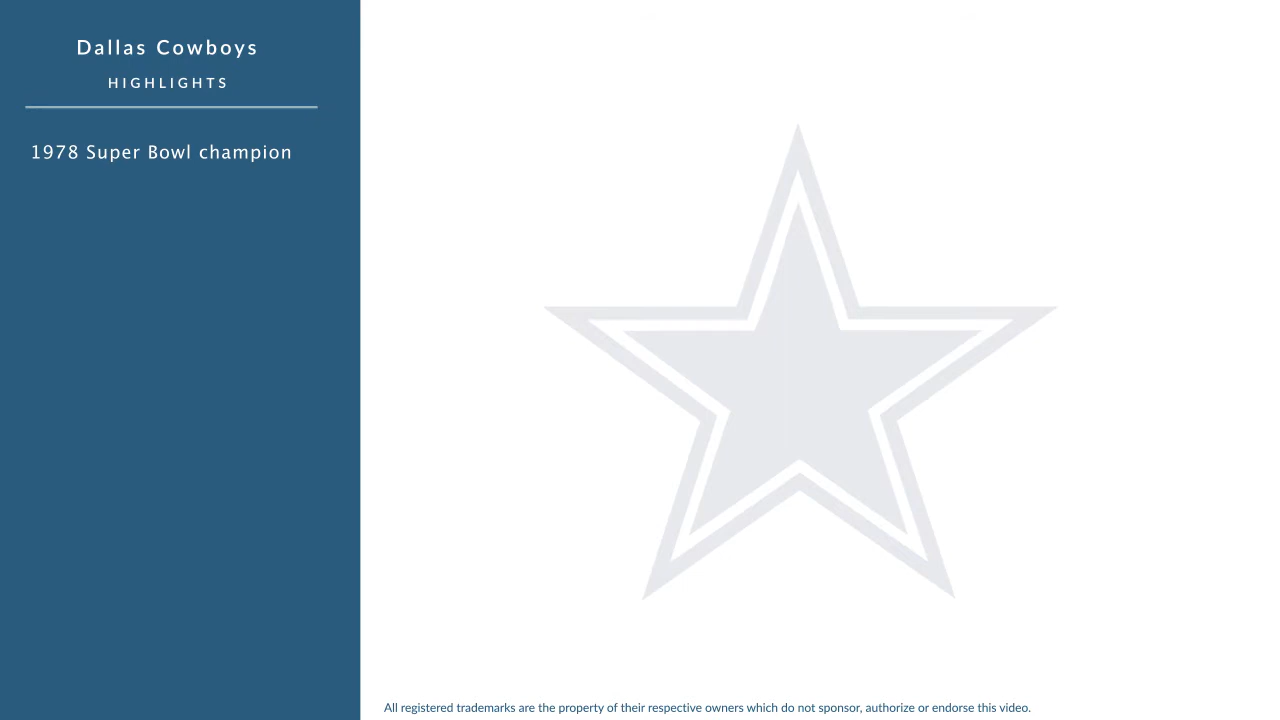 Dallas Cowboys
HIGHLIGHTS
1978 Super Bowl champion
All registered trademarks are the property of their respective owners which do not sponsor, authorize or endorse this video.